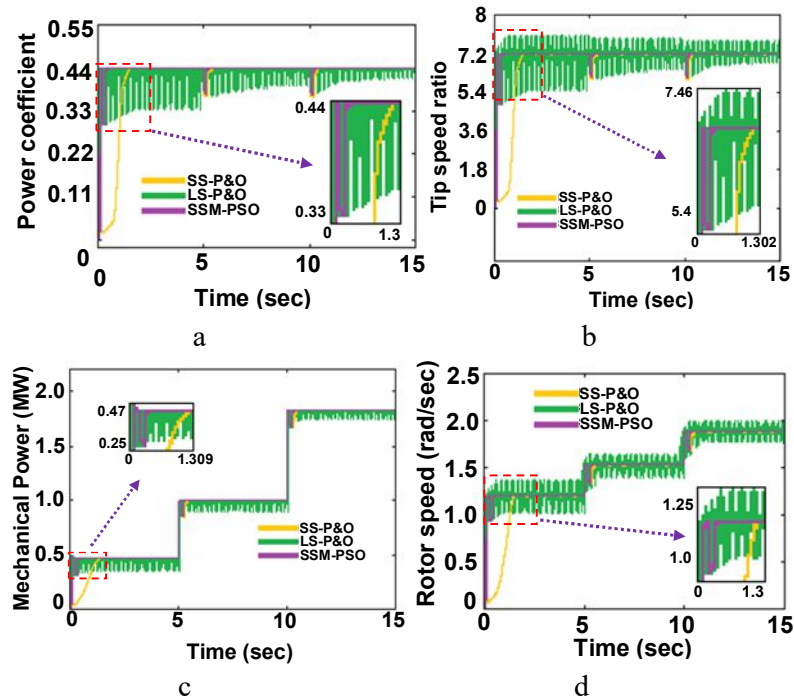 Power coefficient
0.55
0.44
0.33
0.22
0.11
0
0
5
10
15
Time (sec)
SS-P&O
LS-P&O
SSM-PSO
0.44
0.33
0
1.3
a
Tip speed ratio
8
7.2
5.4
3.6
1.8
0
0
5
10
15
Time (sec)
SS-P&O
LS-P&O
SSM-PSO
7.46
5.4
0
1.302
b
Mechanical Power (MW)
2.0
1.5
1.0
0.5
0
0
5
10
15
Time (sec)
SS-P&O
LS-P&O
SSM-PSO
0.47
0.25
0
1.309
c
Rotor speed (rad/sec)
2.5
2.0
1.5
1.0
0.5
0
0
5
10
15
Time (sec)
SS-P&O
LS-P&O
SSM-PSO
1.25
1.0
0
1.3
d